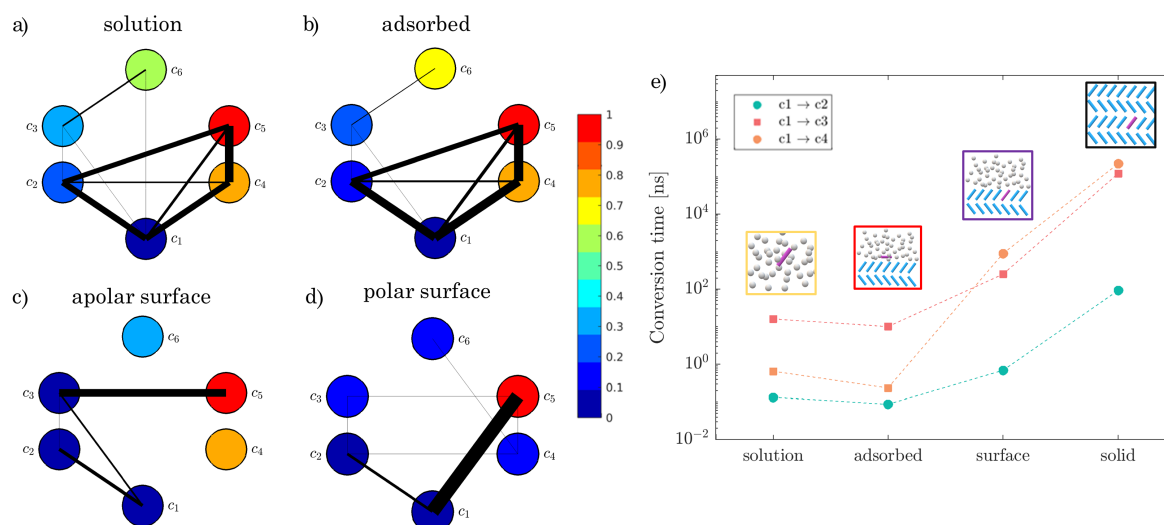 a)
solution
c6
c3
c5
c2
c4
c1
b)
adsorbed
c6
c3
c5
c2
c4
c1
c)
apolar surface
c6
c3
c5
c2
c4
c1
d)
polar surface
c6
c3
c5
c2
c4
c1
1
0.9
0.8
0.7
0.6
0.5
0.4
0.3
0.2
0.1
0
e)
c1 → c2
c1 → c3
c1 → c4
Conversion time [ns]
10^6
10^4
10^2
10^0
10^−2
solution
adsorbed
surface
solid